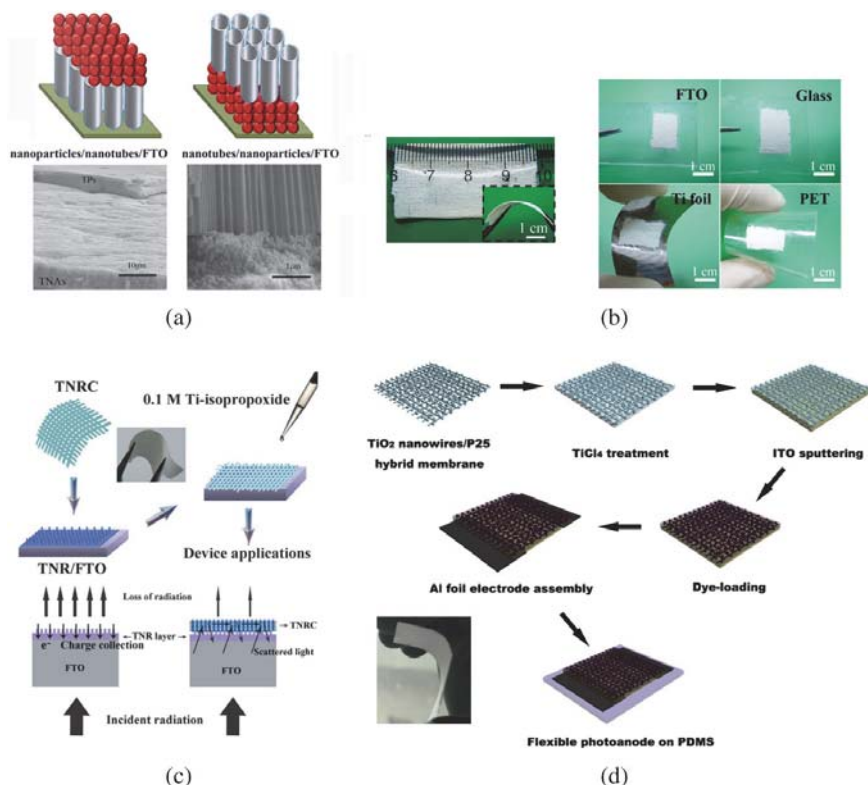 nanoparticles/nanotubes/FTO
nanotubes/nanoparticles/FTO
TPs
10μm
TNAs
1μm
(a)
6 7 8 9 10
1 cm
FTO
1 cm
Glass
1 cm
Ti foil
1 cm
PET
1 cm
(b)
TNRC
0.1 M Ti-isopropoxide
TNR/FTO
Device applications
Loss of radiation
TNRC
TNR layer
e⁻ Charge collection
Scattered light
FTO
FTO
Incident radiation
(c)
TiO₂ nanowires/P25
hybrid membrane
TiCl₄ treatment
ITO sputtering
Al foil electrode assembly
Dye-loading
Flexible photoanode on PDMS
(d)